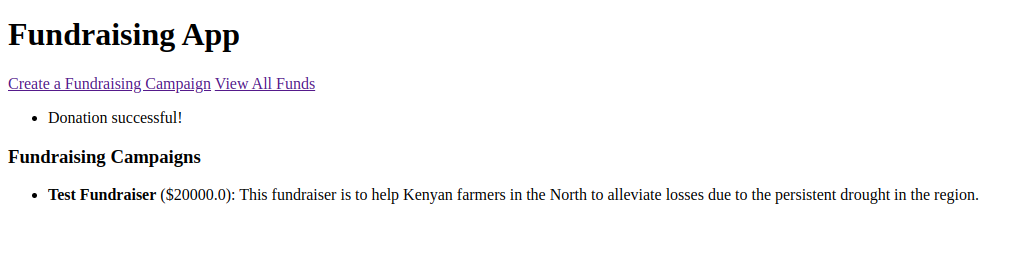 Fundraising App
Create a Fundraising Campaign View All Funds
Donation successful!
Fundraising Campaigns
Test Fundraiser ($20000.0): This fundraiser is to help Kenyan farmers in the North to alleviate losses due to the persistent drought in the region.